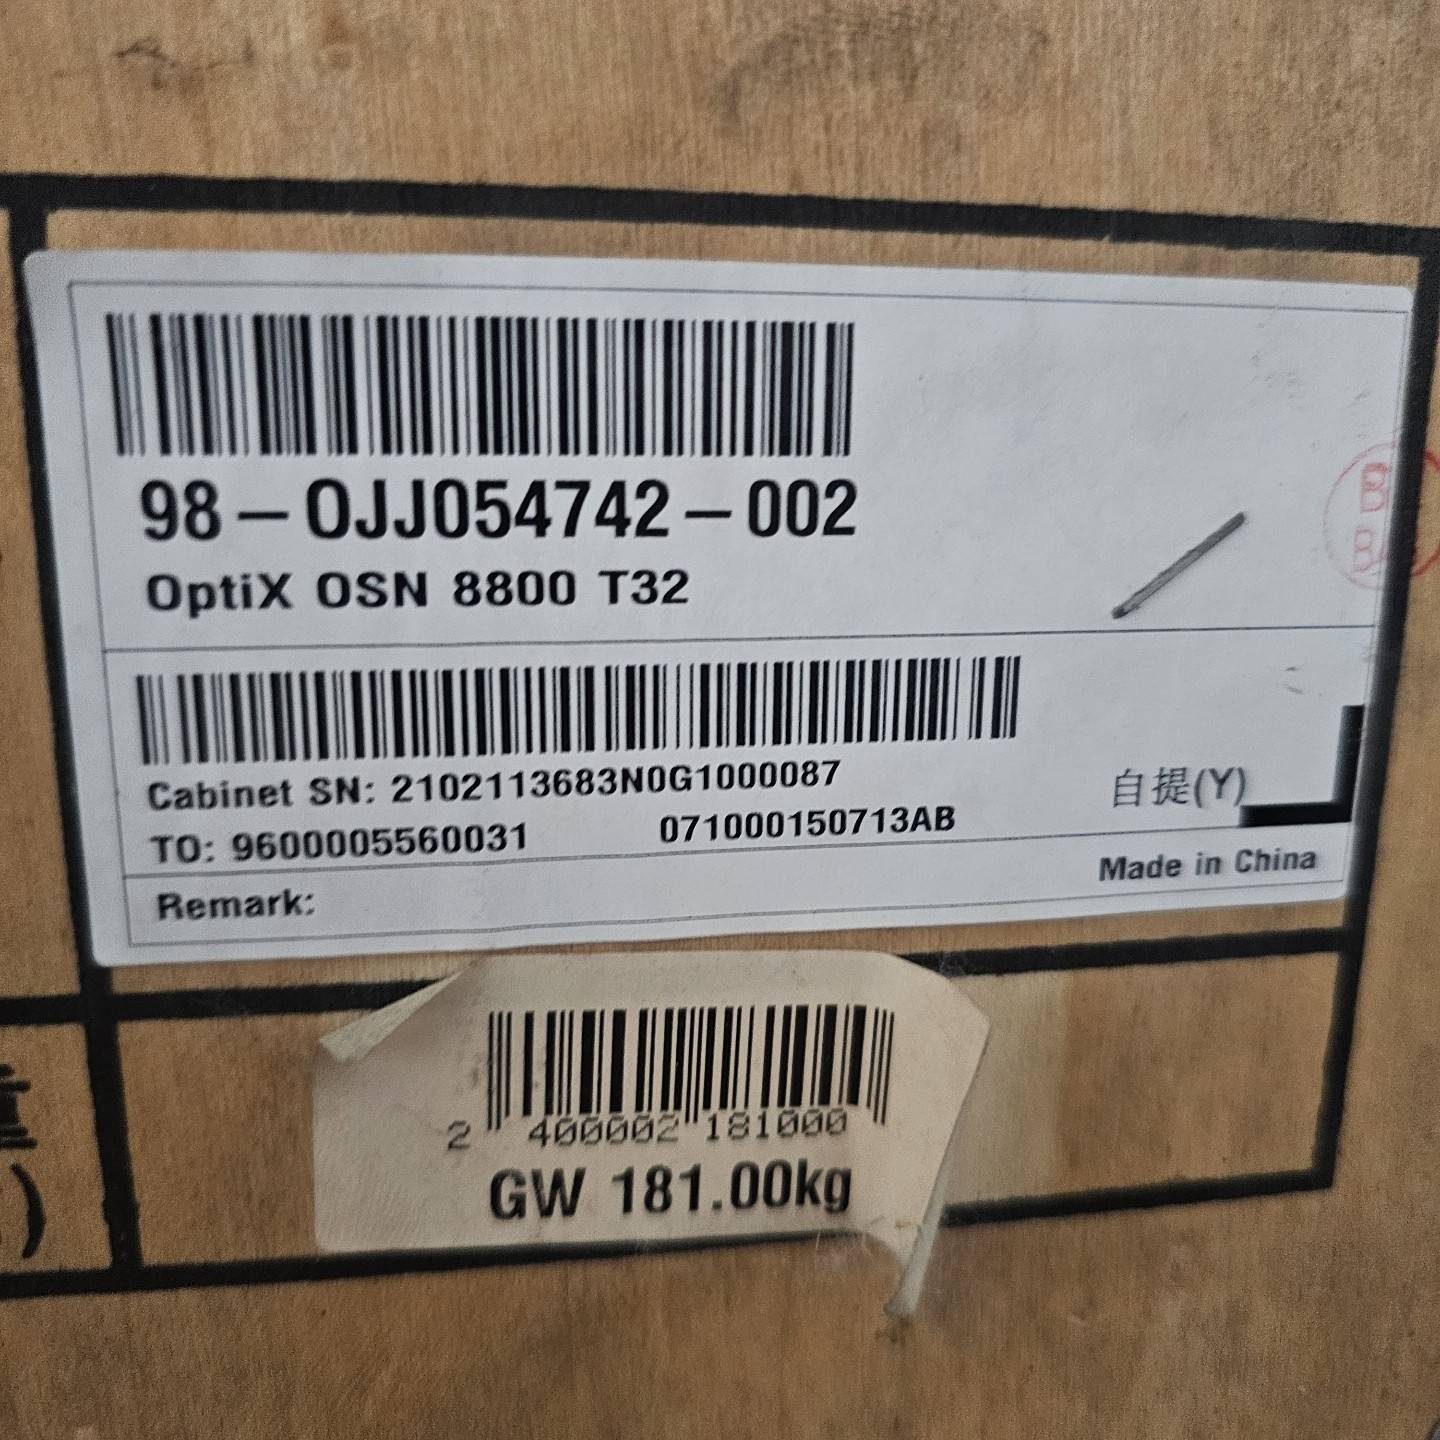 98-0JJ054742-002
OptiX OSN 8800 T32
Cabinet SN: 2102113683N0G1000087
自提(Y)
TO: 9600005560031 071000150713AB
Made in China
Remark:
2 400002 181000
GW 181.00kg